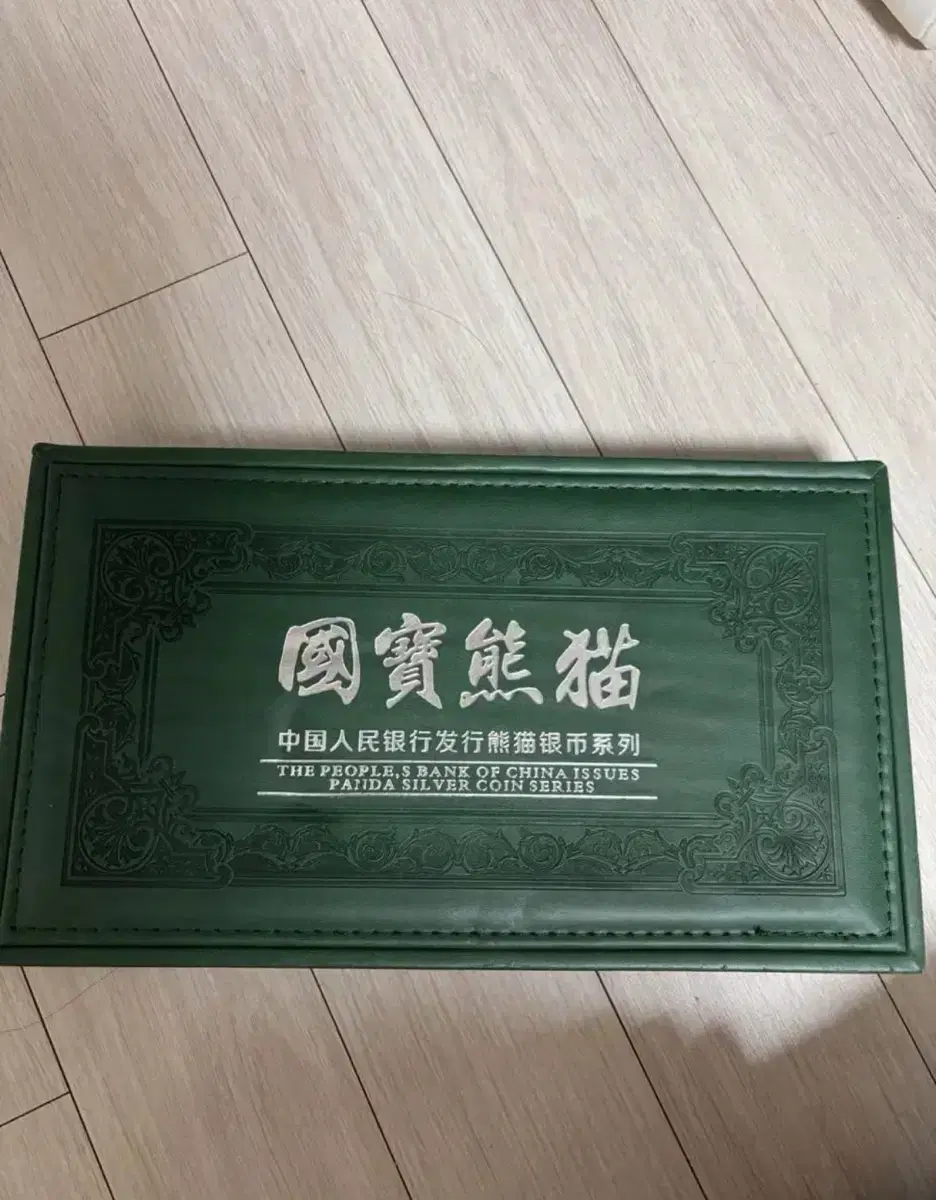 國寶熊猫
中国人民银行发行熊猫银币系列
THE PEOPLE,S BANK OF CHINA ISSUES
PANDA SILVER COIN SERIES